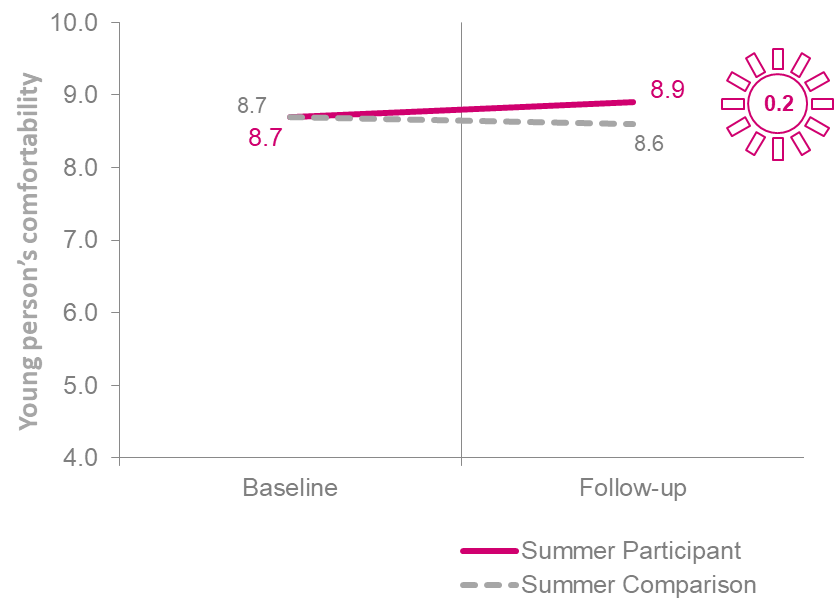 Young person’s comfortability
10.0
9.0
8.0
7.0
6.0
5.0
4.0
8.7
8.7
8.9
8.6
0.2
Baseline
Follow-up
Summer Participant
Summer Comparison